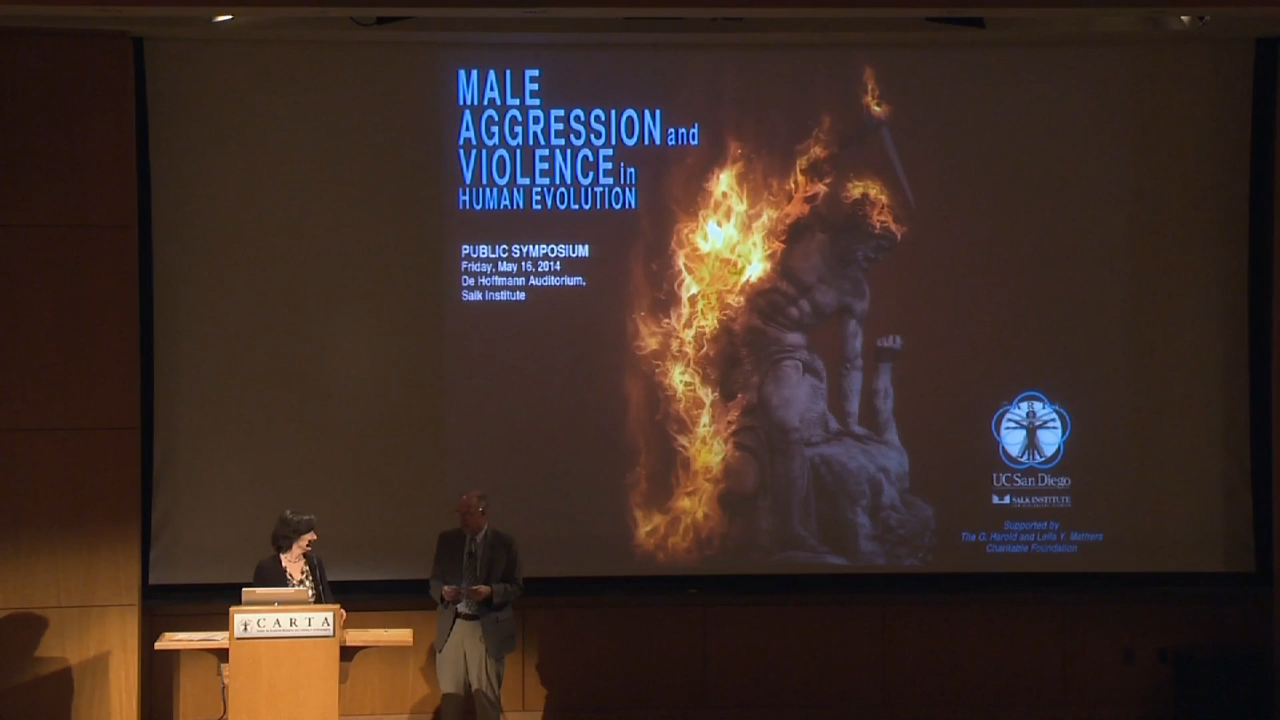 MALE
AGGRESSION and
VIOLENCE in
HUMAN EVOLUTION
PUBLIC SYMPOSIUM
Friday, May 16, 2014
De Hoffmann Auditorium,
Salk Institute
CARTA
UC San Diego
SALK INSTITUTE
Supported by
The G. Harold and Leila Y. Mathers
Charitable Foundation
CARTA